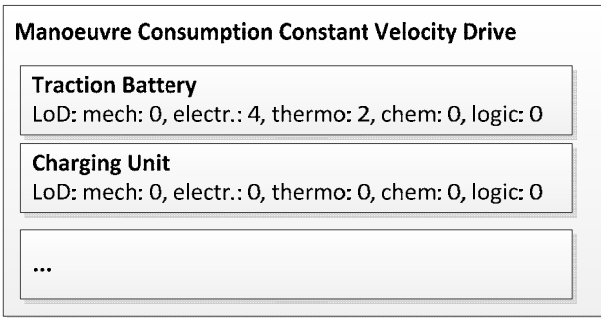 Manoeuvre Consumption Constant Velocity Drive
Traction Battery
LoD: mech: 0, electr.: 4, thermo: 2, chem: 0, logic: 0
Charging Unit
LoD: mech: 0, electr.: 0, thermo: 0, chem: 0, logic: 0
...